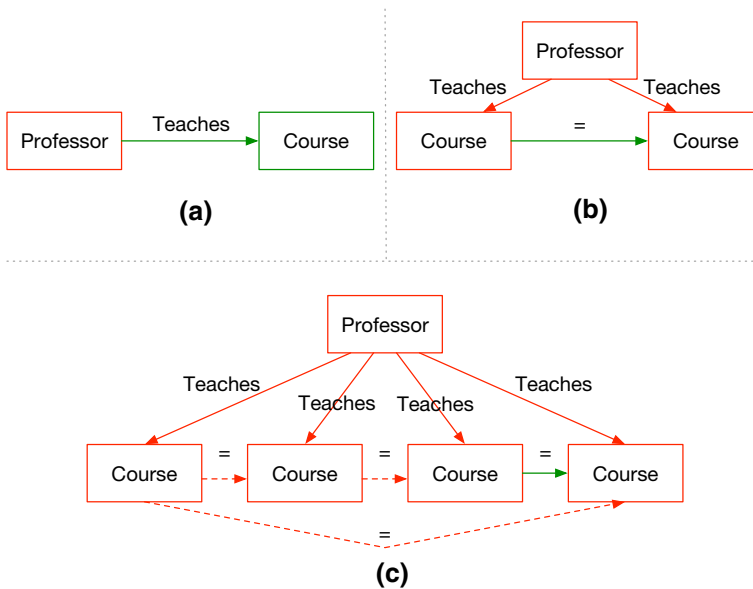 Professor
Teaches
Course
(a)
Professor
Teaches Teaches
Course = Course
(b)
Professor
Teaches Teaches Teaches Teaches
Course = Course = Course = Course
=
(c)